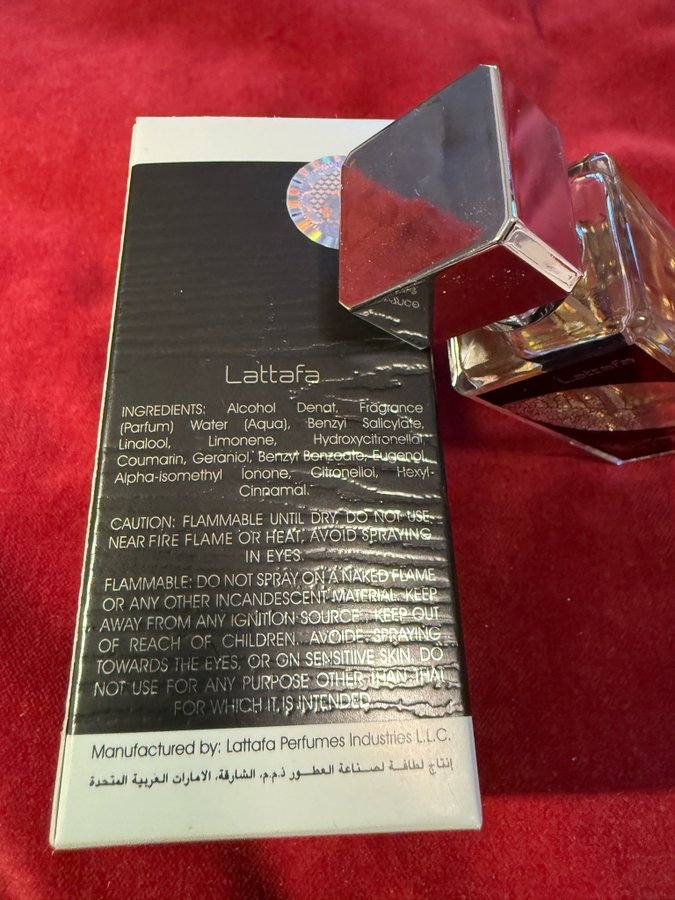 duce
Lattafa
Lattafa
INGREDIENTS: Alcohol Denat, Fragrance
(Parfum) Water (Aqua), Benzyl Salicylate,
Linalool, Limonene, Hydroxycitronellal,
Coumarin, Geraniol, Benzyl Benzoate, Eugenol,
Alpha-isomethyl Ionone, Citronellol, Hexyl-
Cinnamal.
CAUTION: FLAMMABLE UNTIL DRY, DO NOT USE,
NEAR FIRE FLAME OR HEAT, AVOID SPRAYING
IN EYES.
FLAMMABLE: DO NOT SPRAY ON A NAKED FLAME
OR ANY OTHER INCANDESCENT MATERIAL. KEEP
AWAY FROM ANY IGNITION SOURCE., KEEP OUT
OF REACH OF CHILDREN. AVOIDE SPRAYING
TOWARDS THE EYES, OR ON SENSITIVE SKIN. DO
NOT USE FOR ANY PURPOSE OTHER THAN THAT
FOR WHICH IT IS INTENDED.
Manufactured by: Lattafa Perfumes Industries L.L.C.
إنتاج لطافة لصناعة العطور ذ.م.م، الشارقة، الامارات العربية المتحدة